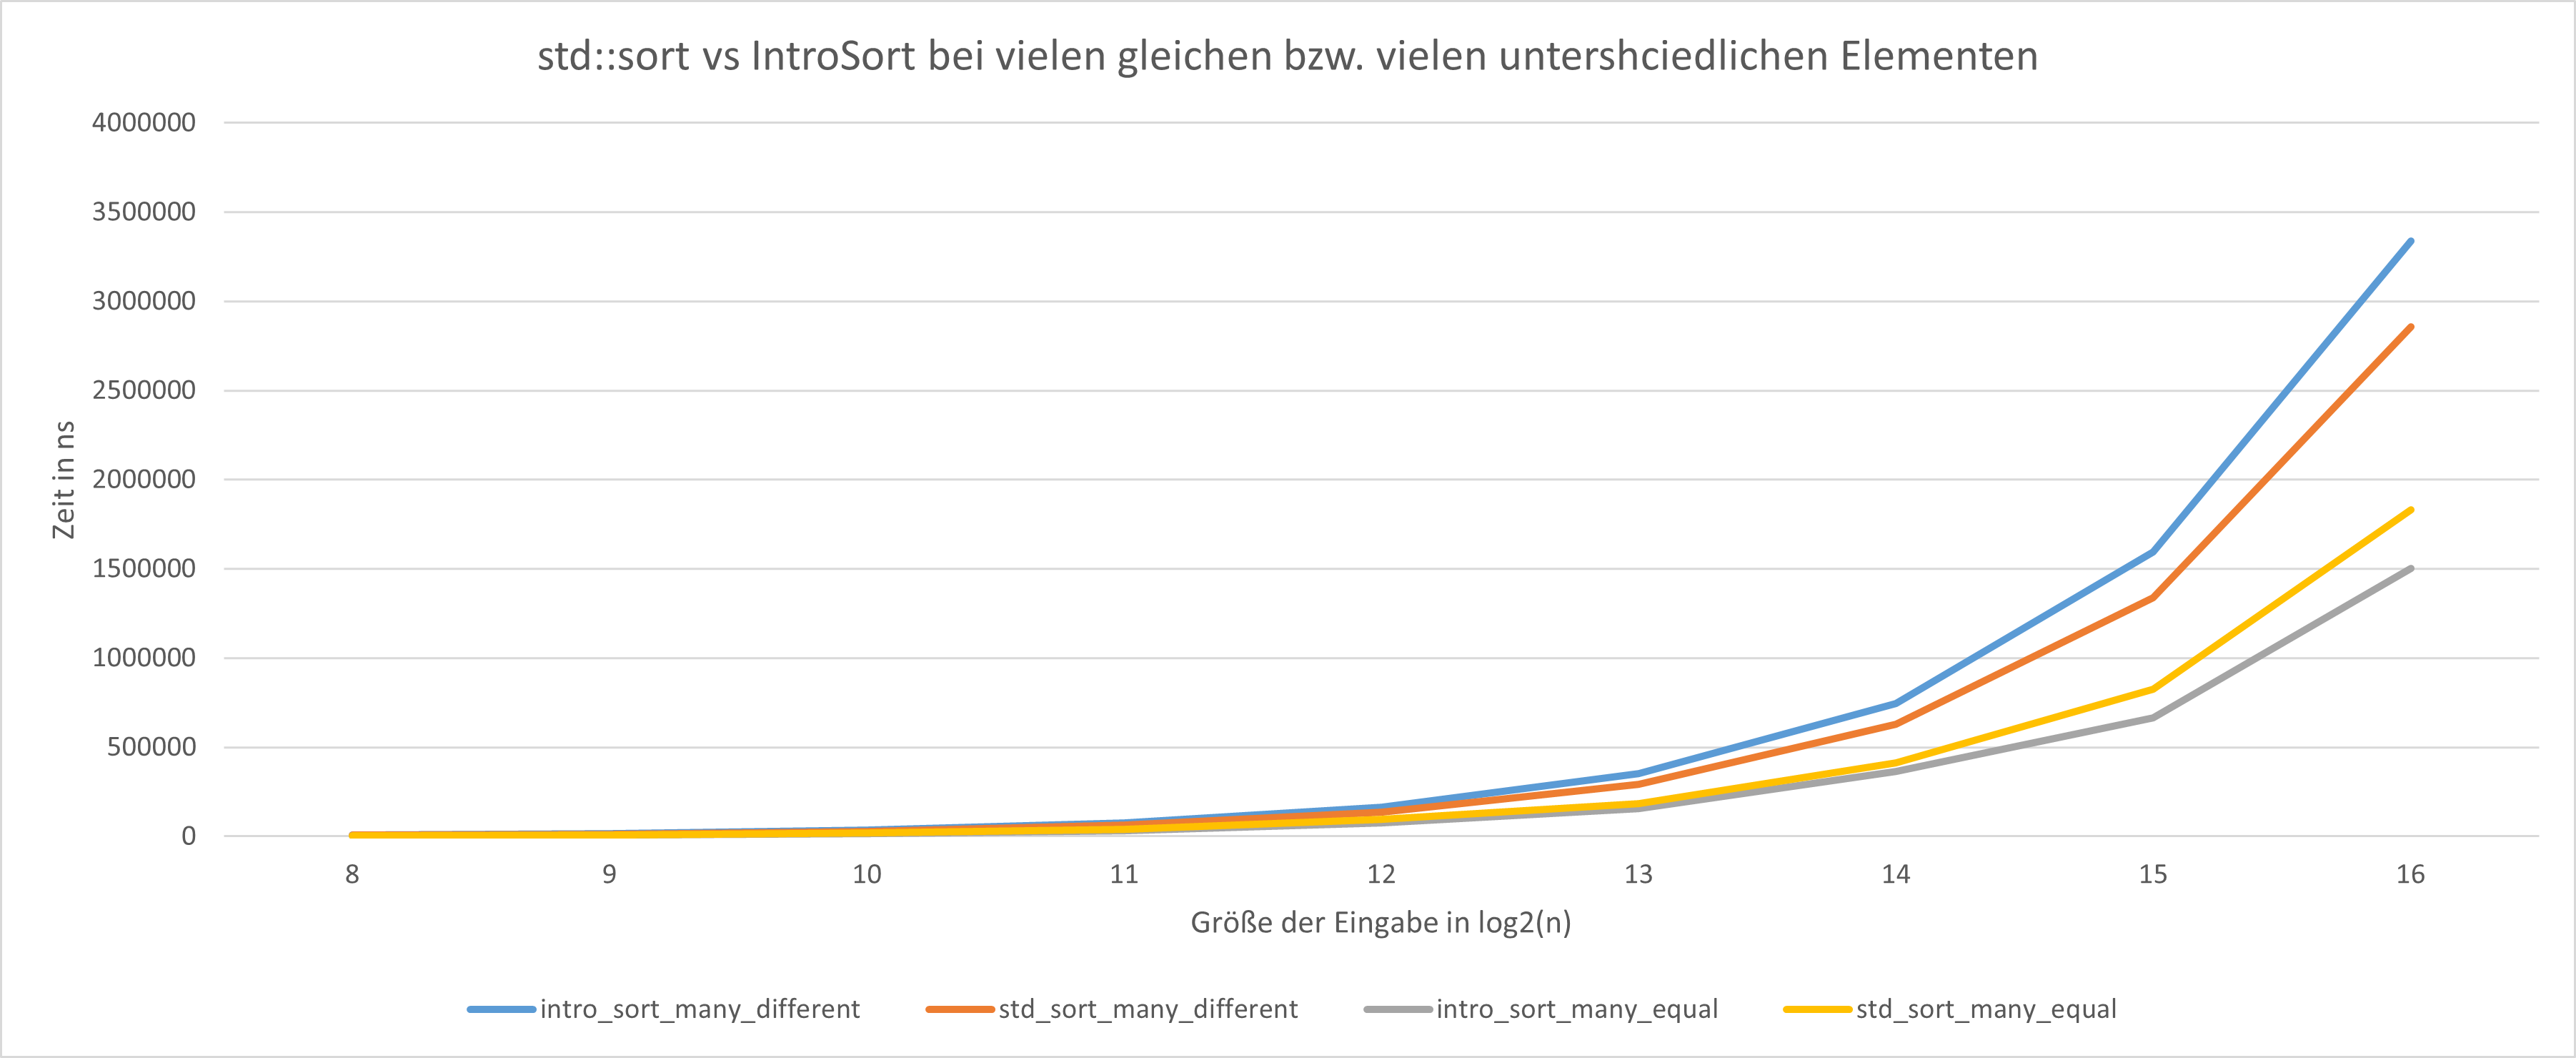 std::sort vs IntroSort bei vielen gleichen bzw. vielen untershciedlichen Elementen
4000000
3500000
3000000
2500000
2000000
1500000
1000000
500000
0
Zeit in ns
8 9 10 11 12 13 14 15 16
Größe der Eingabe in log2(n)
intro_sort_many_different std_sort_many_different intro_sort_many_equal std_sort_many_equal